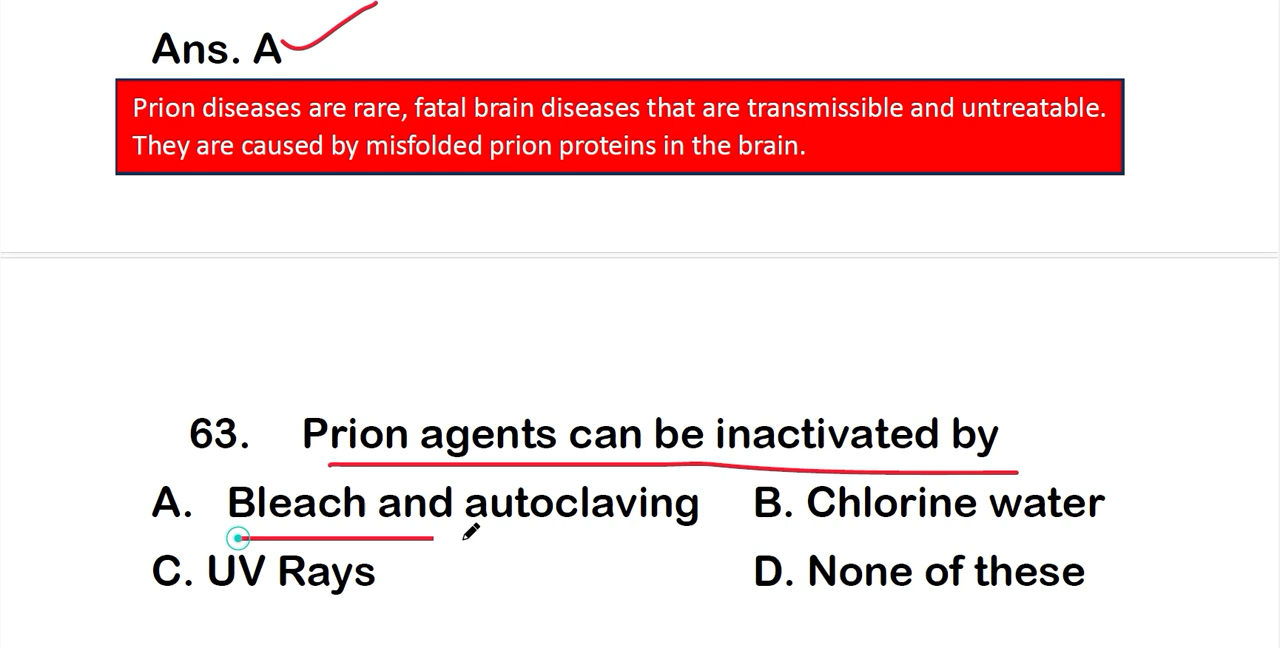 Ans. A
Prion diseases are rare, fatal brain diseases that are transmissible and untreatable.
They are caused by misfolded prion proteins in the brain.
63. Prion agents can be inactivated by
A. Bleach and autoclaving B. Chlorine water
C. UV Rays D. None of these